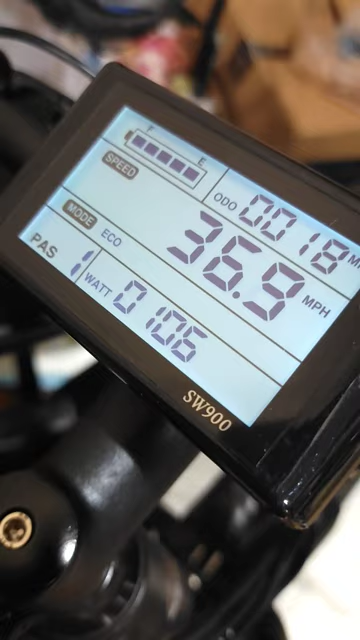 F E
SPEED
ODO 0018 M
36.9 MPH
MODE ECO
PAS 1
WATT 0106
SW900